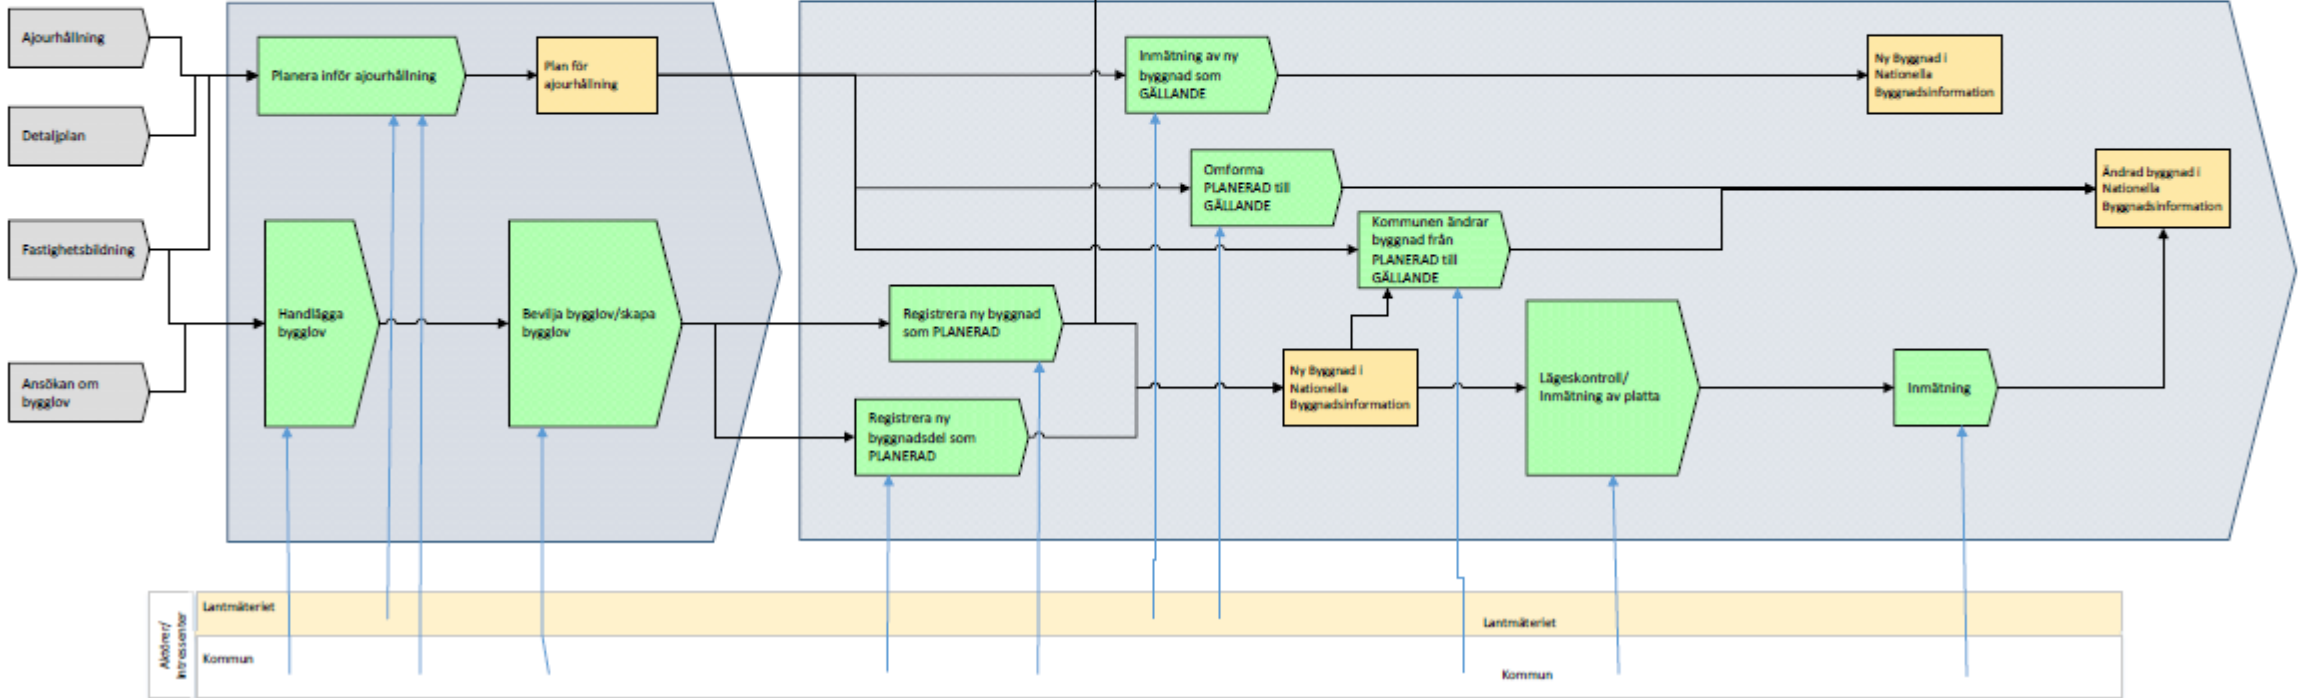 Ajourhållning
Detaljplan
Fastighetsbildning
Ansökan om
bygglov
Planera inför ajourhållning
Plan för
ajourhållning
Handlägga
bygglov
Bevilja bygglov/skapa
bygglov
Inmätning av ny
byggnad som
GÄLLANDE
Ny Byggnad i
Nationella
Byggnadsinformation
Omforma
PLANERAD till
GÄLLANDE
Ändrad byggnad i
Nationella
Byggnadsinformation
Kommunen ändrar
byggnad från
PLANERAD till
GÄLLANDE
Registrera ny byggnad
som PLANERAD
Registrera ny
byggnadsdel som
PLANERAD
Ny Byggnad i
Nationella
Byggnadsinformation
Lägeskontroll/
Inmätning av platta
Inmätning
Aktörer/
Intressenter
Lantmäteriet
Lantmäteriet
Kommun
Kommun